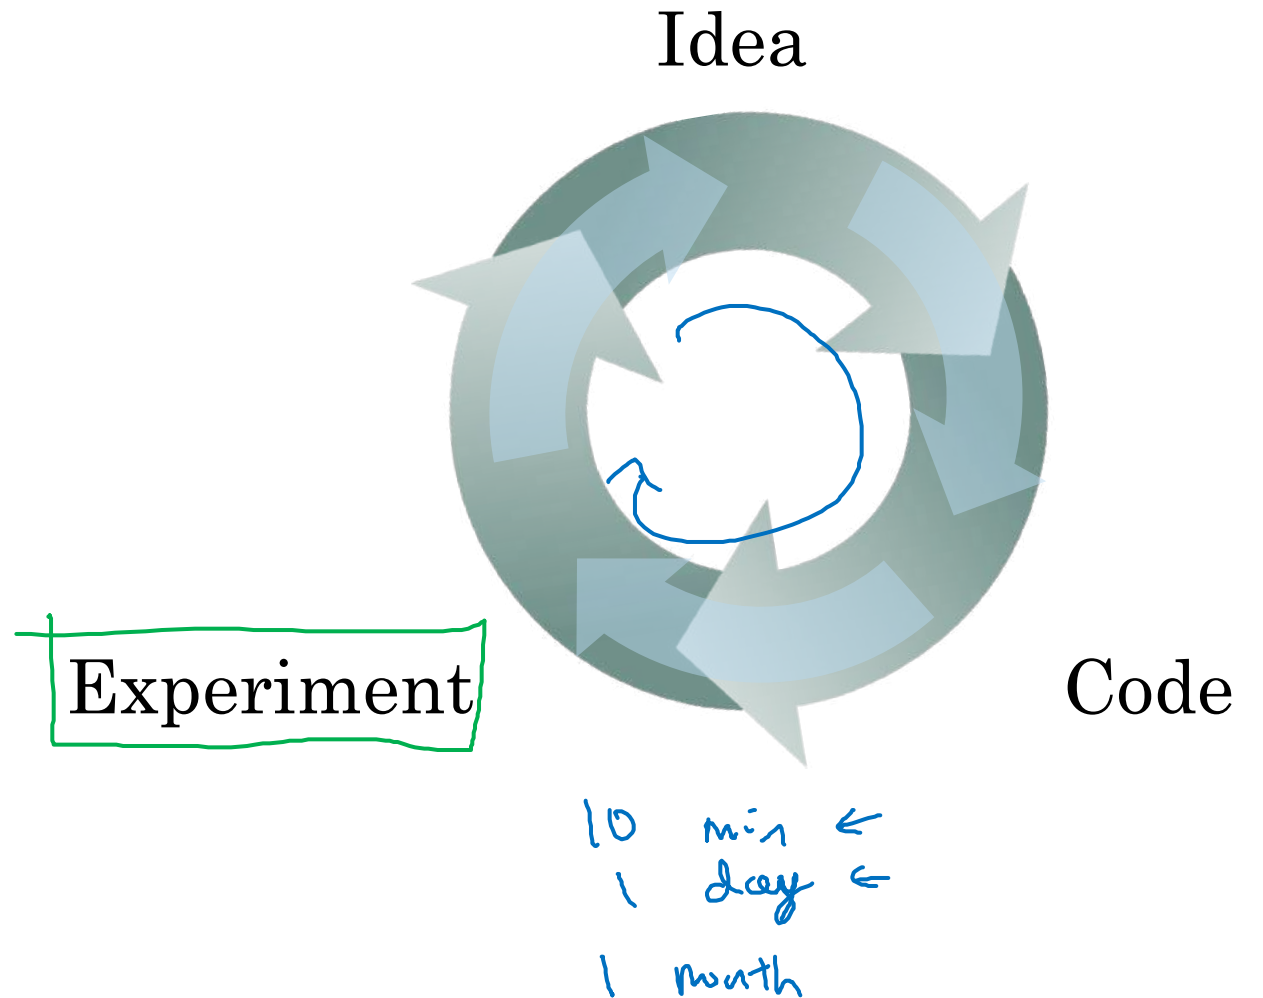 Idea
Experiment
Code
10 min ←
1 day ←
1 month